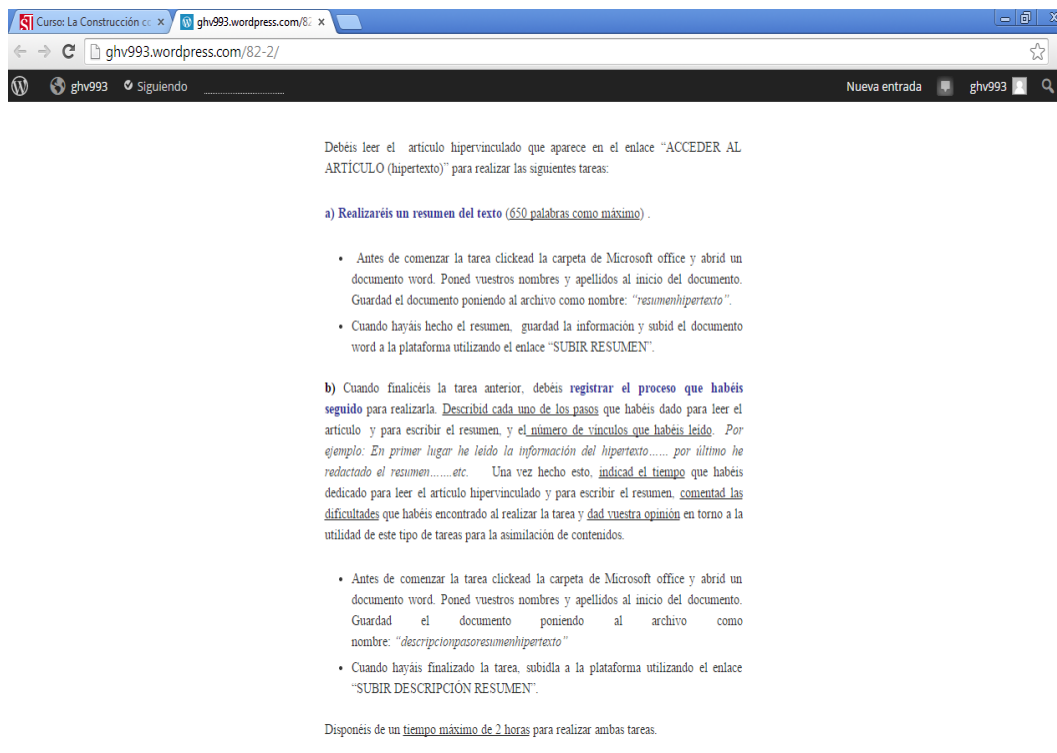 Curso: La Construcción cc x
ghv993.wordpress.com/82 x
ghv993.wordpress.com/82-2/
ghv993 Siguiendo Nueva entrada ghv993
Debéis leer el artículo hipervinculado que aparece en el enlace “ACCEDER AL
ARTÍCULO (hipertexto)” para realizar las siguientes tareas:
a) Realizaréis un resumen del texto (650 palabras como máximo) .
• Antes de comenzar la tarea clickead la carpeta de Microsoft office y abrid un
documento word. Poned vuestros nombres y apellidos al inicio del documento.
Guardad el documento poniendo al archivo como nombre: “resumenhipertexto”.
• Cuando hayáis hecho el resumen, guardad la información y subid el documento
word a la plataforma utilizando el enlace “SUBIR RESUMEN”.
b) Cuando finalicéis la tarea anterior, debéis registrar el proceso que habéis
seguido para realizarla. Describid cada uno de los pasos que habéis dado para leer el
artículo y para escribir el resumen, y el número de vínculos que habéis leído. Por
ejemplo: En primer lugar he leído la información del hipertexto...... por último he
redactado el resumen.......etc. Una vez hecho esto, indicad el tiempo que habéis
dedicado para leer el artículo hipervinculado y para escribir el resumen, comentad las
dificultades que habéis encontrado al realizar la tarea y dad vuestra opinión en torno a la
utilidad de este tipo de tareas para la asimilación de contenidos.
• Antes de comenzar la tarea clickead la carpeta de Microsoft office y abrid un
documento word. Poned vuestros nombres y apellidos al inicio del documento.
Guardad el documento poniendo al archivo como
nombre: “descripcionpasoresumenhipertexto”
• Cuando hayáis finalizado la tarea, subidla a la plataforma utilizando el enlace
“SUBIR DESCRIPCIÓN RESUMEN”.
Disponéis de un tiempo máximo de 2 horas para realizar ambas tareas.